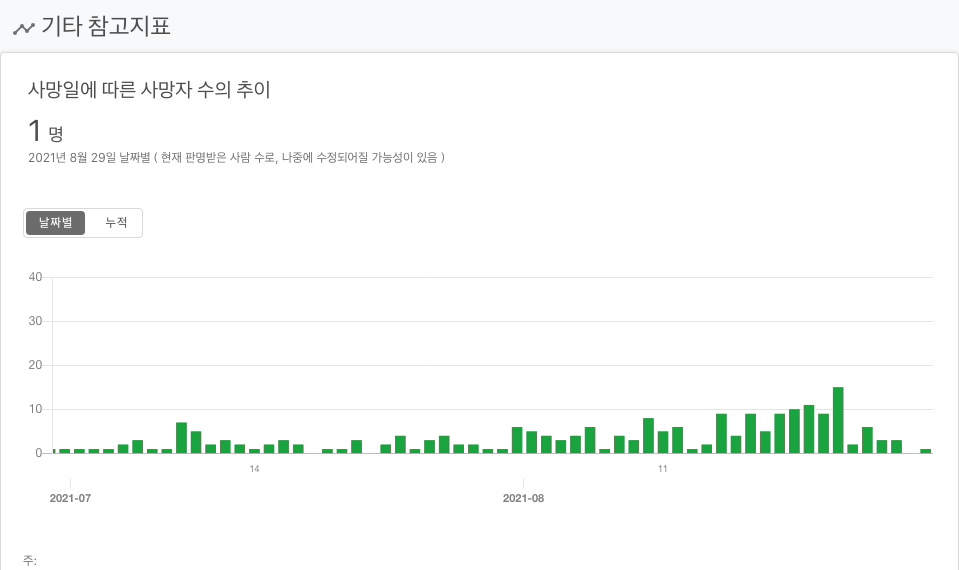 기타 참고지표
사망일에 따른 사망자 수의 추이
1 명
2021년 8월 29일 날짜별 ( 현재 판명받은 사람 수로, 나중에 수정되어질 가능성이 있음 )
날짜별 누적
40
30
20
10
0
14 11
2021-07 2021-08
주: